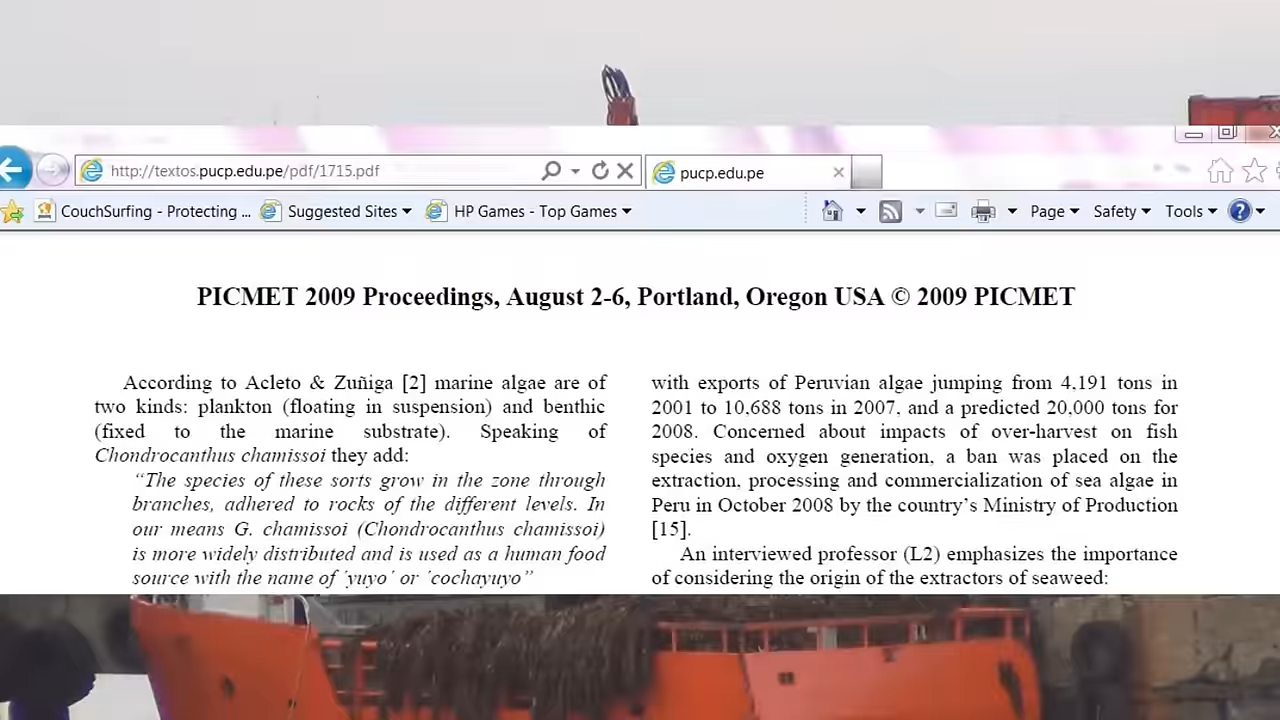 http://textos.pucp.edu.pe/pdf/1715.pdf
pucp.edu.pe
CouchSurfing - Protecting ...
Suggested Sites
HP Games - Top Games
Page
Safety
Tools
PICMET 2009 Proceedings, August 2-6, Portland, Oregon USA © 2009 PICMET
According to Acleto & Zuñiga [2] marine algae are of
two kinds: plankton (floating in suspension) and benthic
(fixed to the marine substrate). Speaking of
Chondrocanthus chamissoi they add:
“The species of these sorts grow in the zone through
branches, adhered to rocks of the different levels. In
our means G. chamissoi (Chondrocanthus chamissoi)
is more widely distributed and is used as a human food
source with the name of ´yuyo´ or ´cochayuyo”
with exports of Peruvian algae jumping from 4,191 tons in
2001 to 10,688 tons in 2007, and a predicted 20,000 tons for
2008. Concerned about impacts of over-harvest on fish
species and oxygen generation, a ban was placed on the
extraction, processing and commercialization of sea algae in
Peru in October 2008 by the country’s Ministry of Production
[15].
An interviewed professor (L2) emphasizes the importance
of considering the origin of the extractors of seaweed: